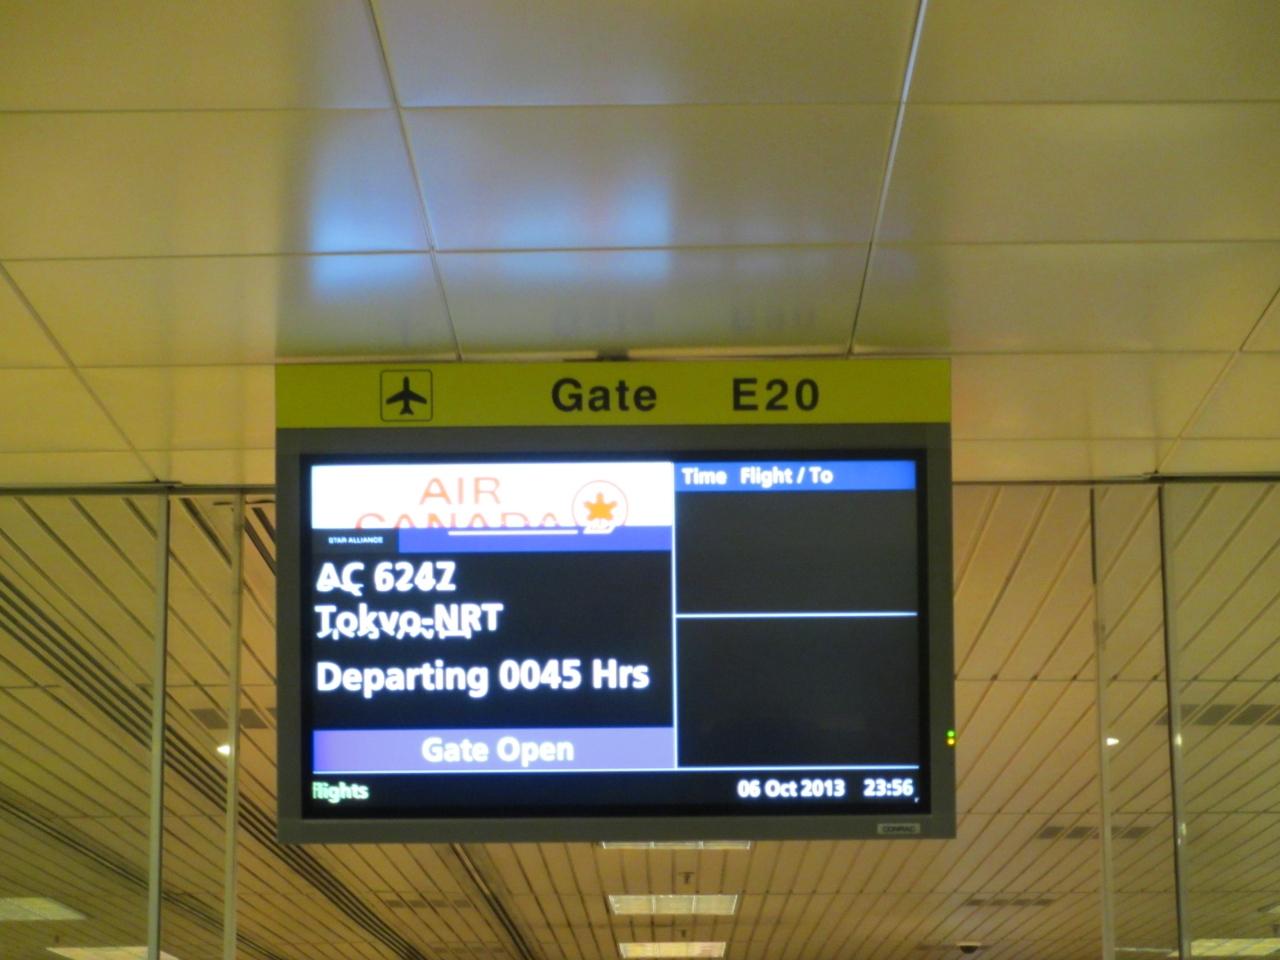 Gate E20
AIR
CANADA
STAR ALLIANCE
Time Flight / To
AC 6247
Tokyo-NRT
Departing 0045 Hrs
Gate Open
flights
06 Oct 2013 23:56
CONRAC